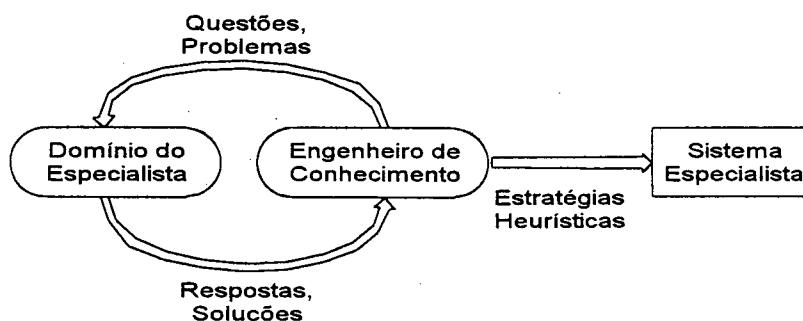 Questões,
Problemas
Domínio do
Especialista
Engenheiro de
Conhecimento
Sistema
Especialista
Estratégias
Heurísticas
Respostas,
Soluções